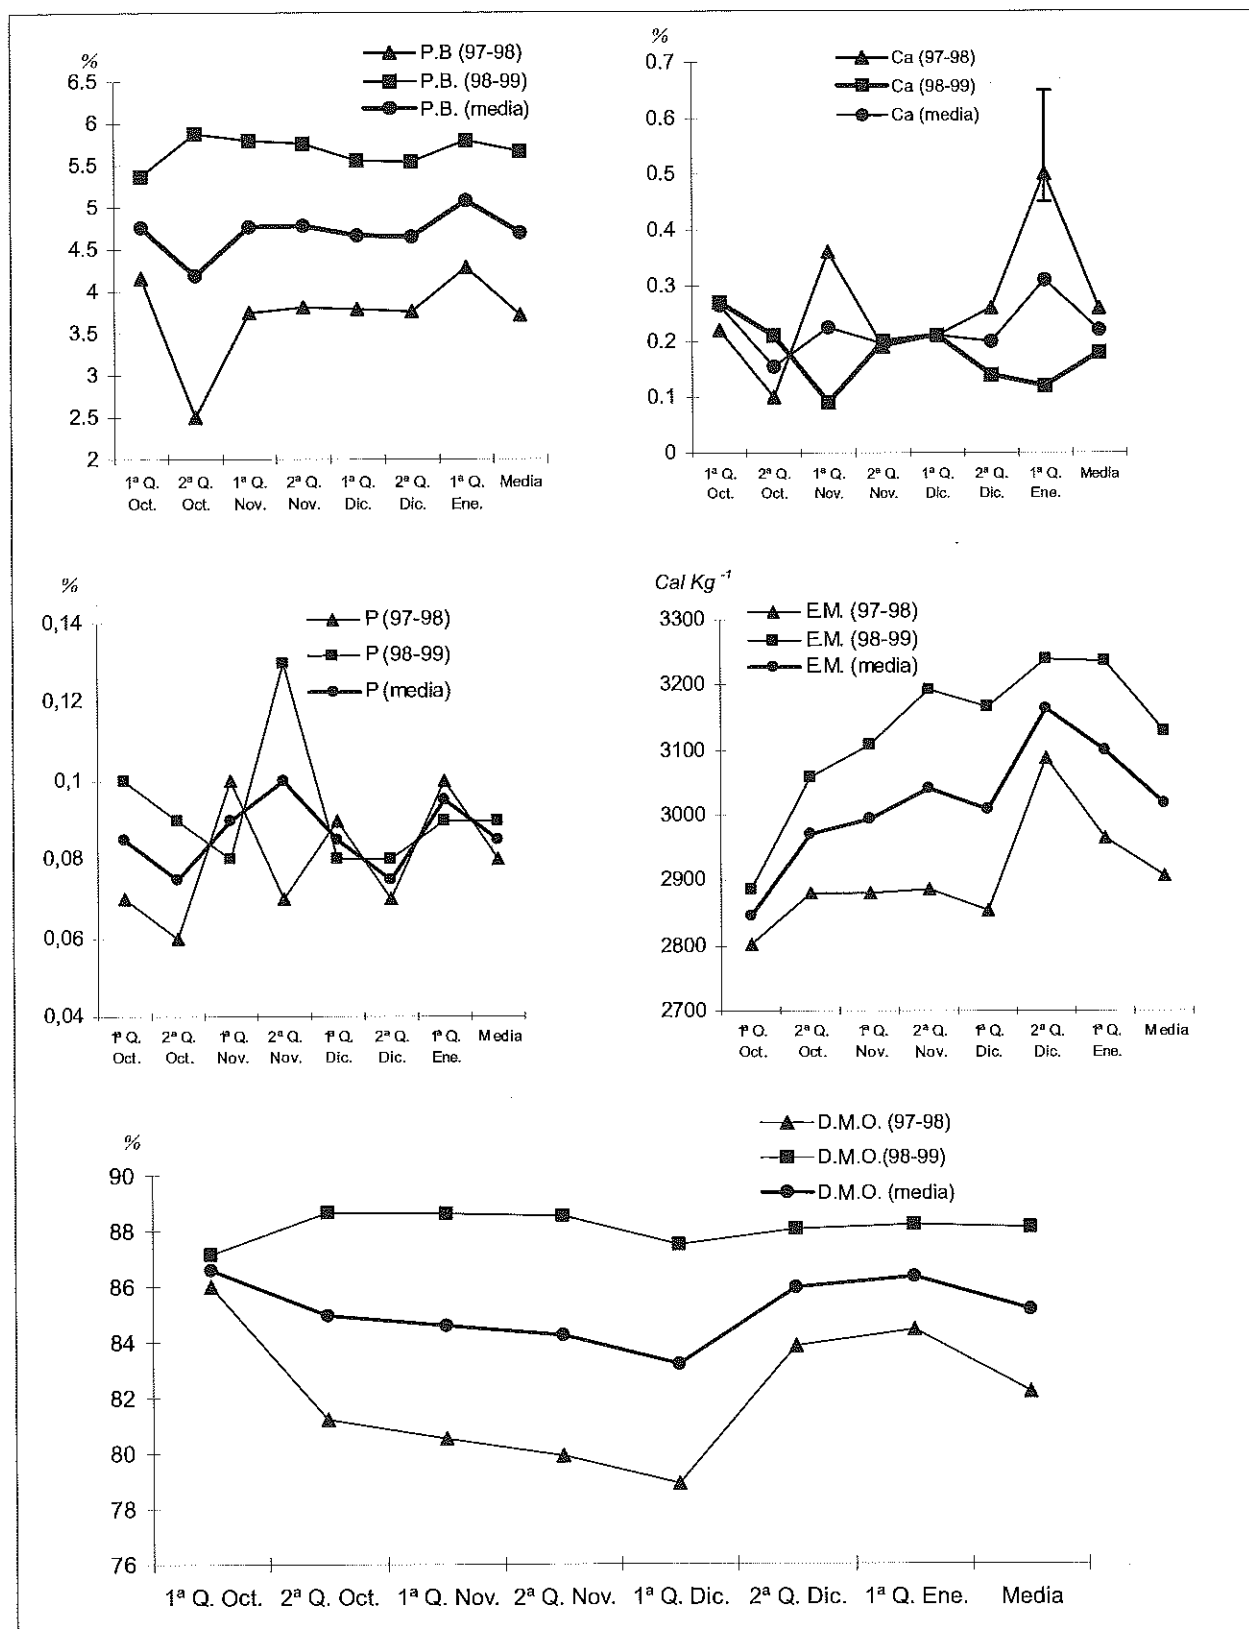 %
P.B (97-98)
P.B. (98-99)
P.B. (media)
6.5
6
5.5
5
4.5
4
3.5
3
2.5
2
1ª Q. 2ª Q. 1ª Q. 2ª Q. 1ª Q. 2ª Q. 1ª Q. Media
Oct. Oct. Nov. Nov. Dic. Dic. Ene.
%
Ca (97-98)
Ca (98-99)
Ca (media)
0.7
0.6
0.5
0.4
0.3
0.2
0.1
0
1ª Q. 2ª Q. 1ª Q. 2ª Q. 1ª Q. 2ª Q. 1ª Q. Media
Oct. Oct. Nov. Nov. Dic. Dic. Ene.
%
P (97-98)
P (98-99)
P (media)
0,14
0,12
0,1
0,08
0,06
0,04
1ª Q. 2ª Q. 1ª Q. 2ª Q. 1ª Q. 2ª Q. 1ª Q. Media
Oct. Oct. Nov. Nov. Dic. Dic. Ene.
Cal Kg -1
E.M. (97-98)
E.M. (98-99)
E.M. (media)
3300
3200
3100
3000
2900
2800
2700
1ª Q. 2ª Q. 1ª Q. 2ª Q. 1ª Q. 2ª Q. 1ª Q. Media
Oct. Oct. Nov. Nov. Dic. Dic. Ene.
%
D.M.O. (97-98)
D.M.O.(98-99)
D.M.O. (media)
90
88
86
84
82
80
78
76
1ª Q. Oct. 2ª Q. Oct. 1ª Q. Nov. 2ª Q. Nov. 1ª Q. Dic. 2ª Q. Dic. 1ª Q. Ene. Media